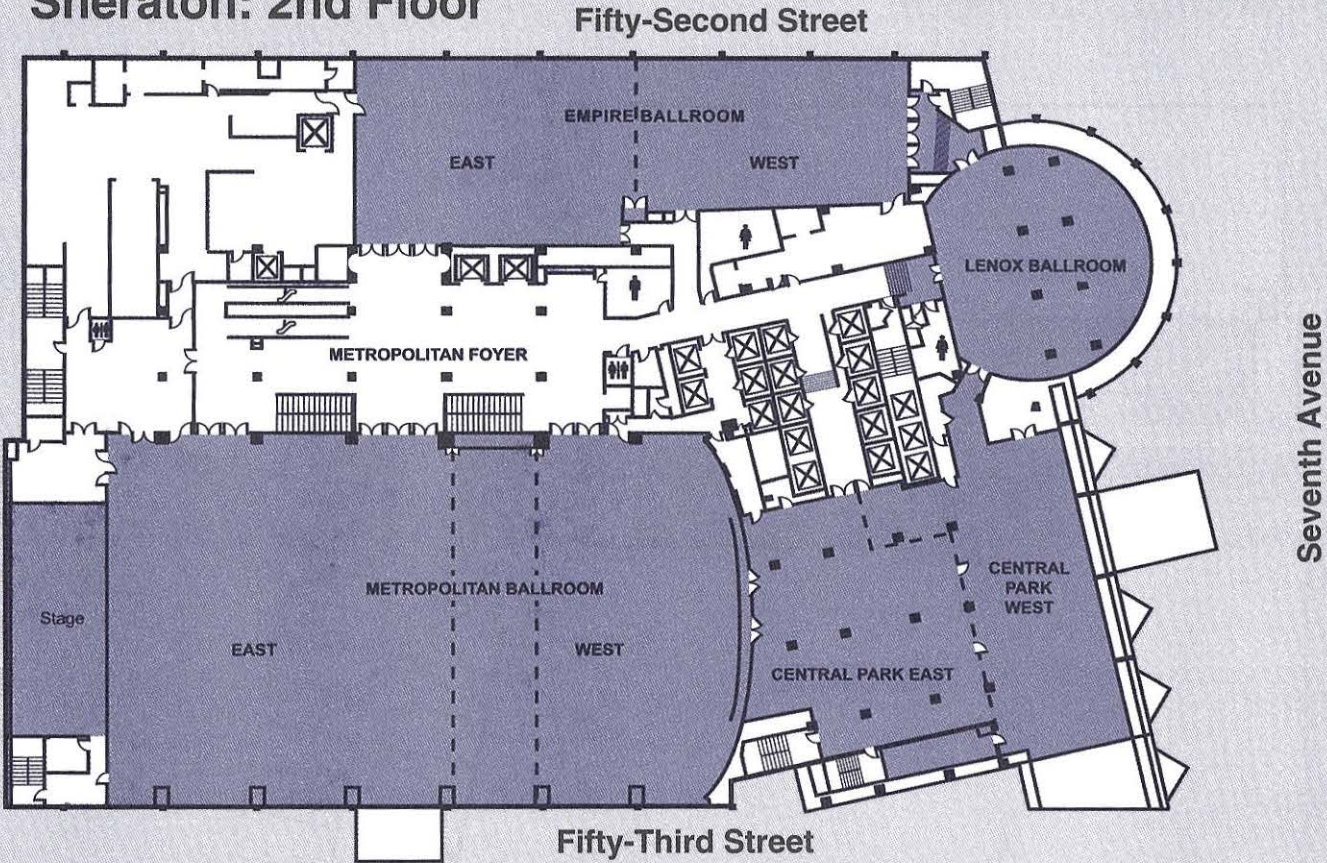 Sheraton: 2nd Floor
Fifty-Second Street
EMPIRE BALLROOM
EAST
WEST
LENOX BALLROOM
METROPOLITAN FOYER
Seventh Avenue
METROPOLITAN BALLROOM
CENTRAL
PARK
WEST
Stage
EAST
WEST
CENTRAL PARK EAST
Fifty-Third Street